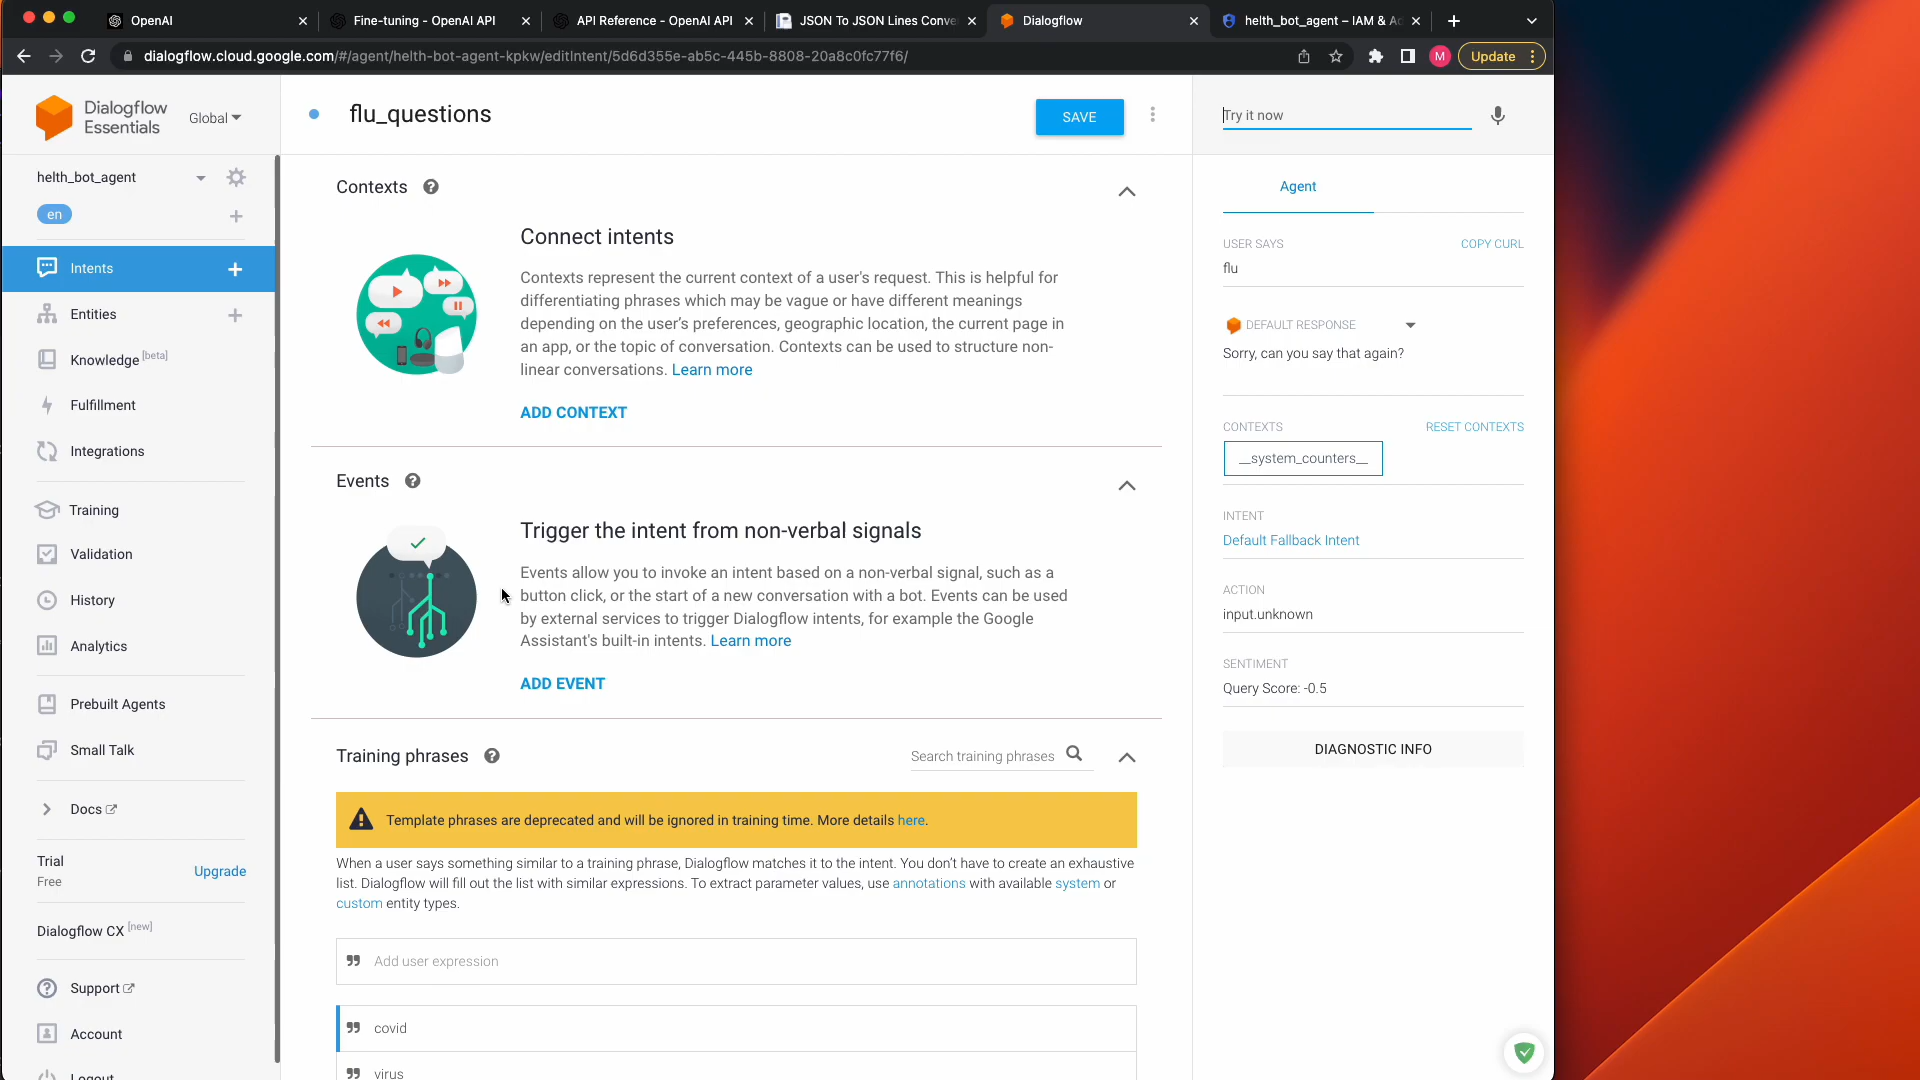 OpenAI
Fine-tuning - OpenAI API
API Reference - OpenAI API
JSON To JSON Lines Conve
Dialogflow
helth_bot_agent – IAM & A
dialogflow.cloud.google.com/#/agent/helth-bot-agent-kpkw/editIntent/5d6d355e-ab5c-445b-8808-20a8c0fc77f6/
M
Update
Dialogflow
Essentials
Global
helth_bot_agent
en
Intents
Entities
Knowledge [beta]
Fulfillment
Integrations
Training
Validation
History
Analytics
Prebuilt Agents
Small Talk
Docs
Trial
Free
Upgrade
Dialogflow CX [new]
Support
Account
Logout
flu_questions
SAVE
Contexts
Connect intents
Contexts represent the current context of a user's request. This is helpful for
differentiating phrases which may be vague or have different meanings
depending on the user's preferences, geographic location, the current page in
an app, or the topic of conversation. Contexts can be used to structure non-
linear conversations. Learn more
ADD CONTEXT
Events
Trigger the intent from non-verbal signals
Events allow you to invoke an intent based on a non-verbal signal, such as a
button click, or the start of a new conversation with a bot. Events can be used
by external services to trigger Dialogflow intents, for example the Google
Assistant's built-in intents. Learn more
ADD EVENT
Training phrases
Search training phrases
Template phrases are deprecated and will be ignored in training time. More details here.
When a user says something similar to a training phrase, Dialogflow matches it to the intent. You don't have to create an exhaustive
list. Dialogflow will fill out the list with similar expressions. To extract parameter values, use annotations with available system or
custom entity types.
Add user expression
covid
virus
Try it now
Agent
USER SAYS
COPY CURL
flu
DEFAULT RESPONSE
Sorry, can you say that again?
CONTEXTS
RESET CONTEXTS
__system_counters__
INTENT
Default Fallback Intent
ACTION
input.unknown
SENTIMENT
Query Score: -0.5
DIAGNOSTIC INFO